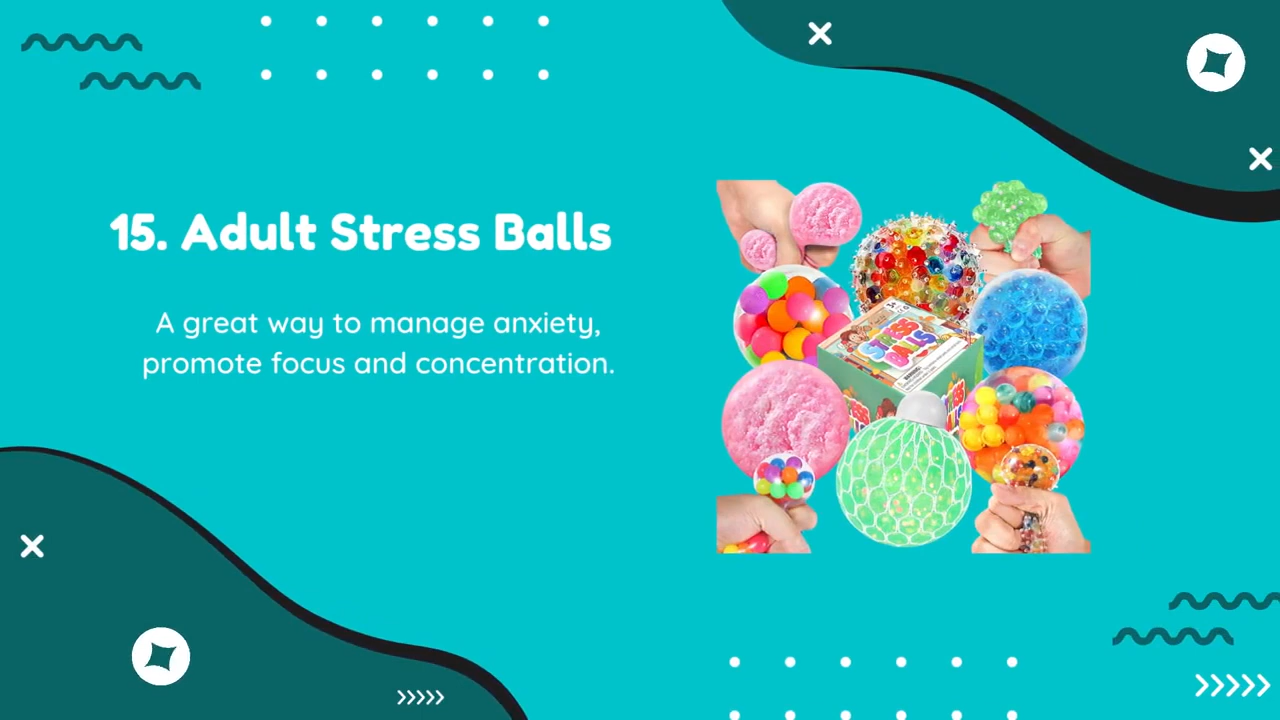 15. Adult Stress Balls
A great way to manage anxiety,
promote focus and concentration.
STRESS
BALLS